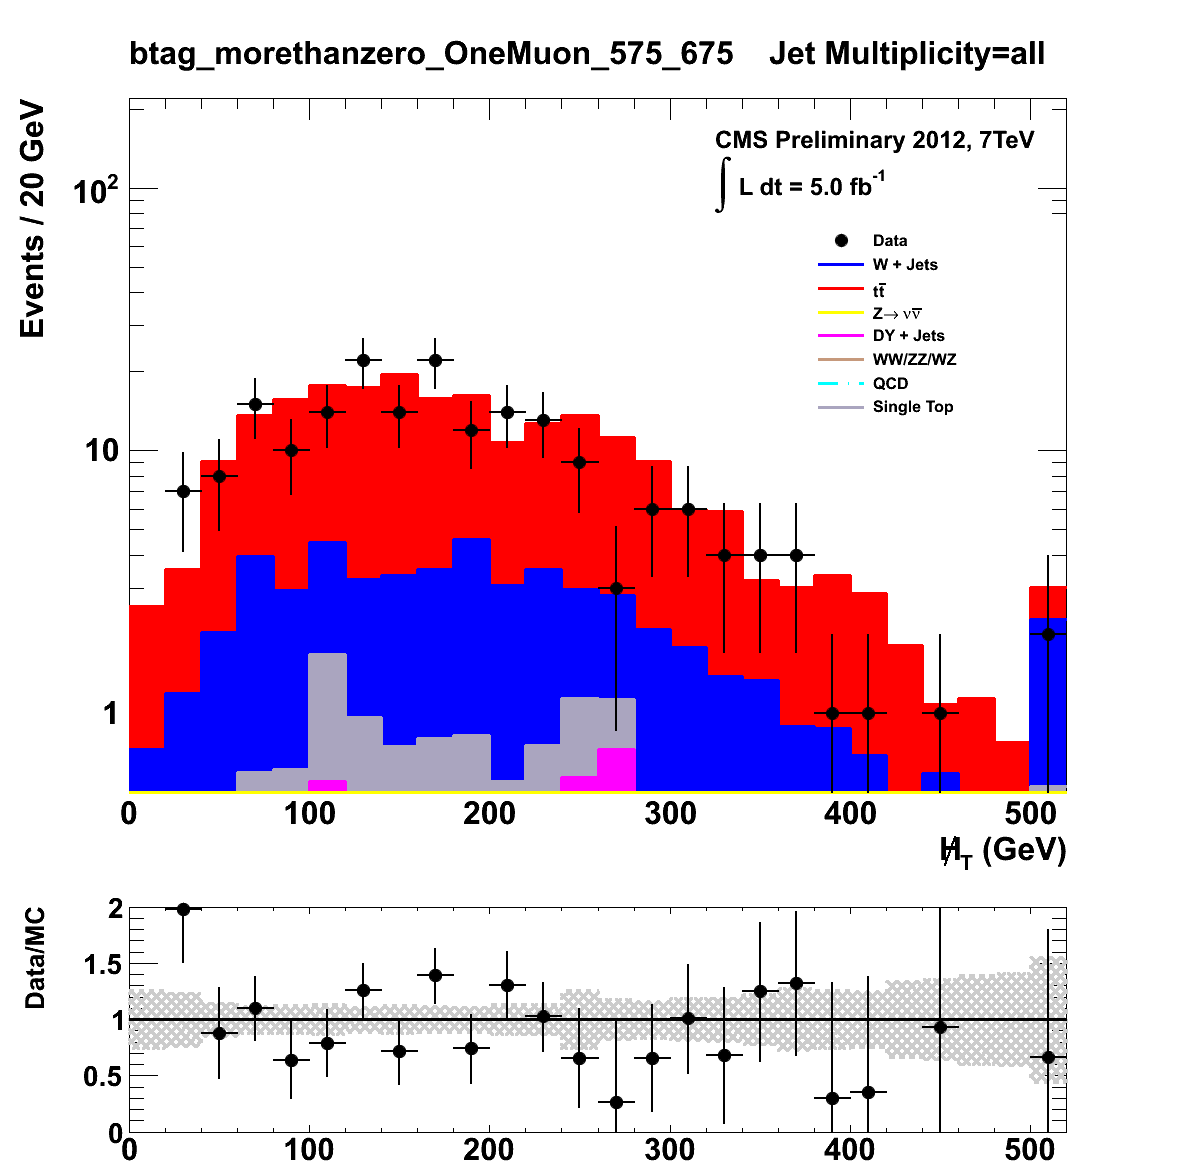 btag_morethanzero_OneMuon_575_675 Jet Multiplicity=all
Events / 20 GeV
CMS Preliminary 2012, 7TeV
∫ L dt = 5.0 fb⁻¹
Data
W + Jets
tt̅
Z→ νν̅
DY + Jets
WW/ZZ/WZ
QCD
Single Top
10²
10
1
0 100 200 300 400 500
H̸_T (GeV)
Data/MC
2
1.5
1
0.5
0
0 100 200 300 400 500